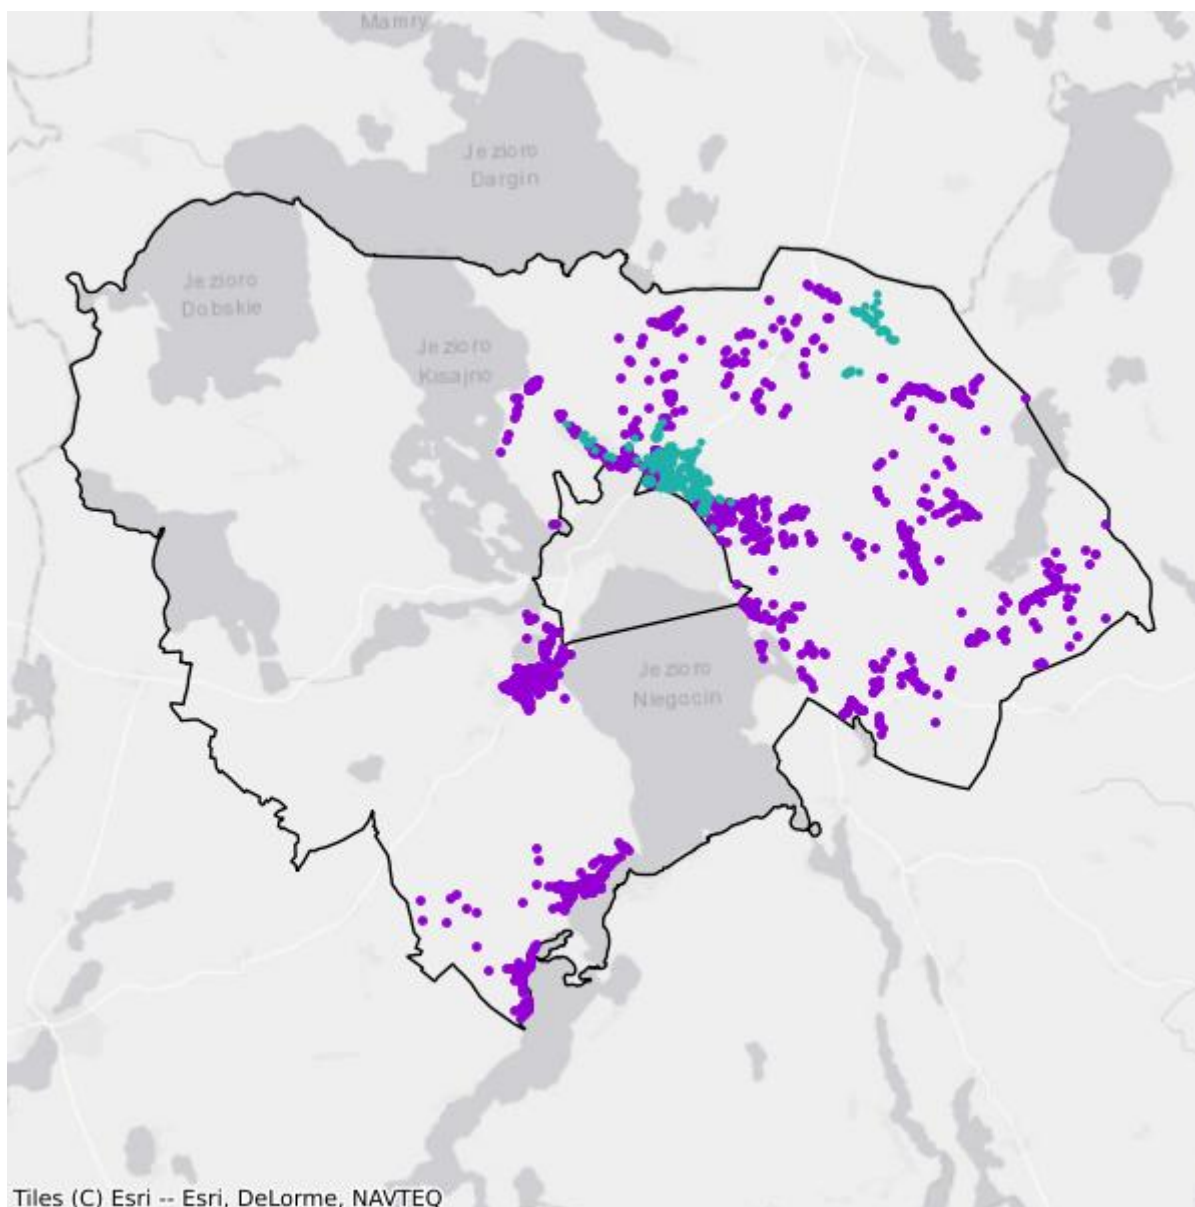 Mamry
Jezioro
Dargin
Jezioro
Dobskie
Jezioro
Kisajno
Jezioro
Niegocin
Tiles (C) Esri -- Esri, DeLorme, NAVTEQ